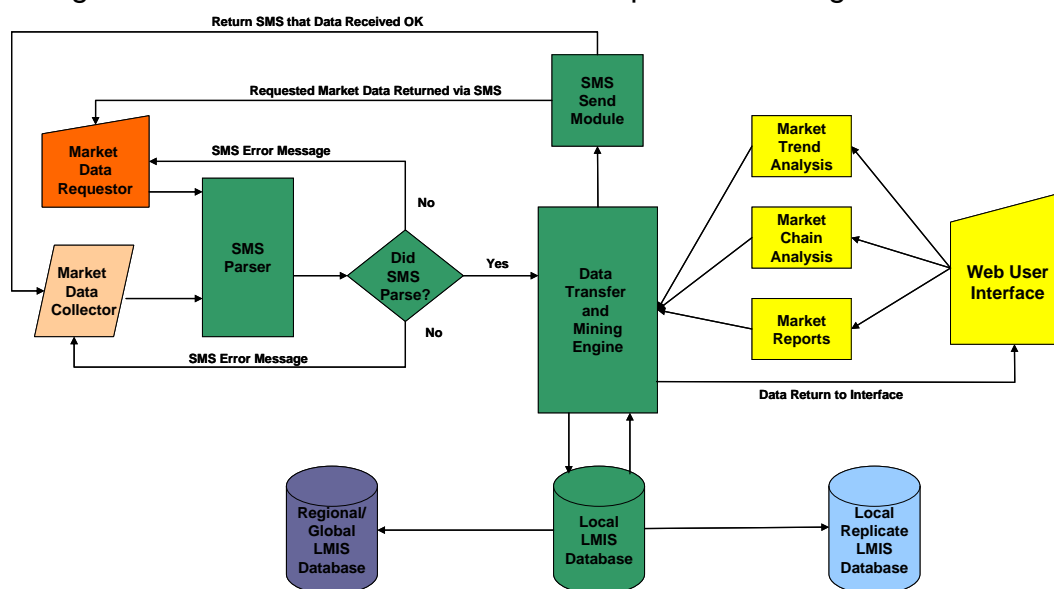 Return SMS that Data Received OK
SMS
Send
Module
Requested Market Data Returned via SMS
Market
Data
Requestor
SMS Error Message
No
Market
Trend
Analysis
SMS
Parser
Did
SMS
Parse?
Yes
Data
Transfer
and
Mining
Engine
Market
Chain
Analysis
Web User
Interface
Market
Data
Collector
No
SMS Error Message
Market
Reports
Data Return to Interface
Regional/
Global
LMIS
Database
Local
LMIS
Database
Local
Replicate
LMIS
Database